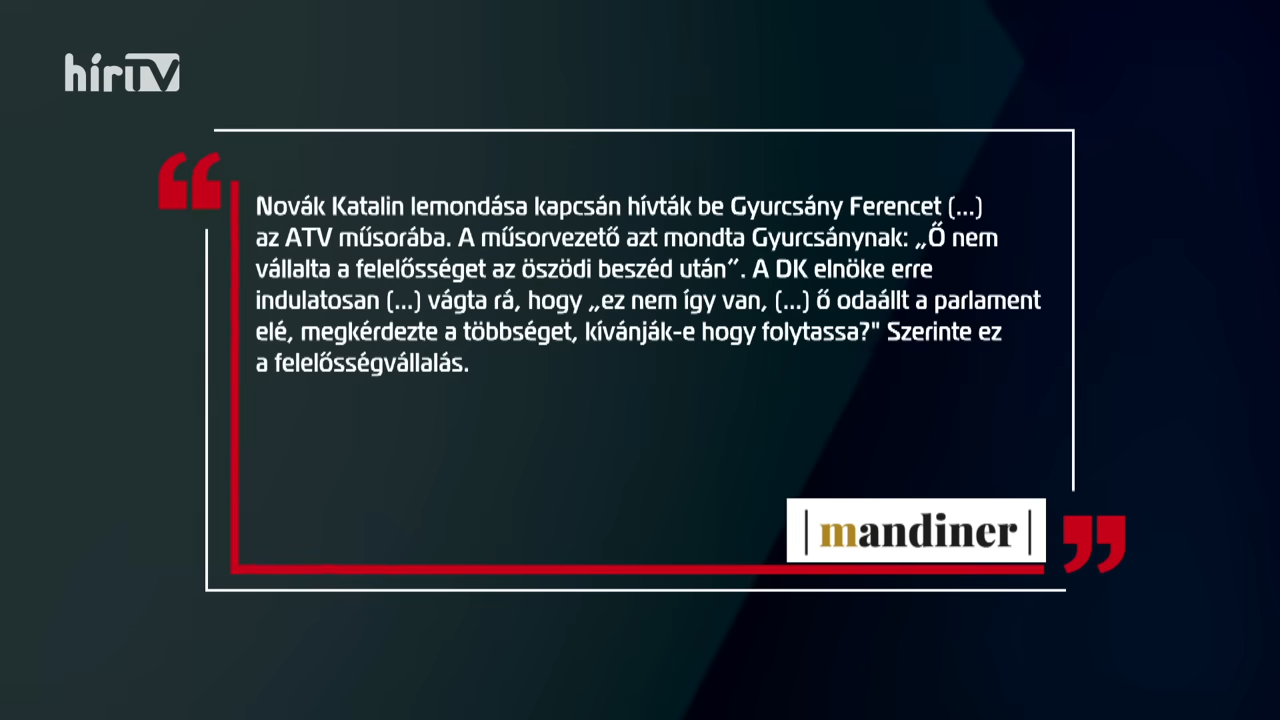 hírTV
Novák Katalin lemondása kapcsán hívták be Gyurcsány Ferencet (...)
az ATV műsorába. A műsorvezető azt mondta Gyurcsánynak: „Ő nem
vállalta a felelősséget az öszödi beszéd után”. A DK elnöke erre
indulatosan (...) vágta rá, hogy „ez nem így van, (...) ő odaállt a parlament
elé, megkérdezte a többséget, kívánják-e hogy folytassa?" Szerinte ez
a felelősségvállalás.
| mandiner |